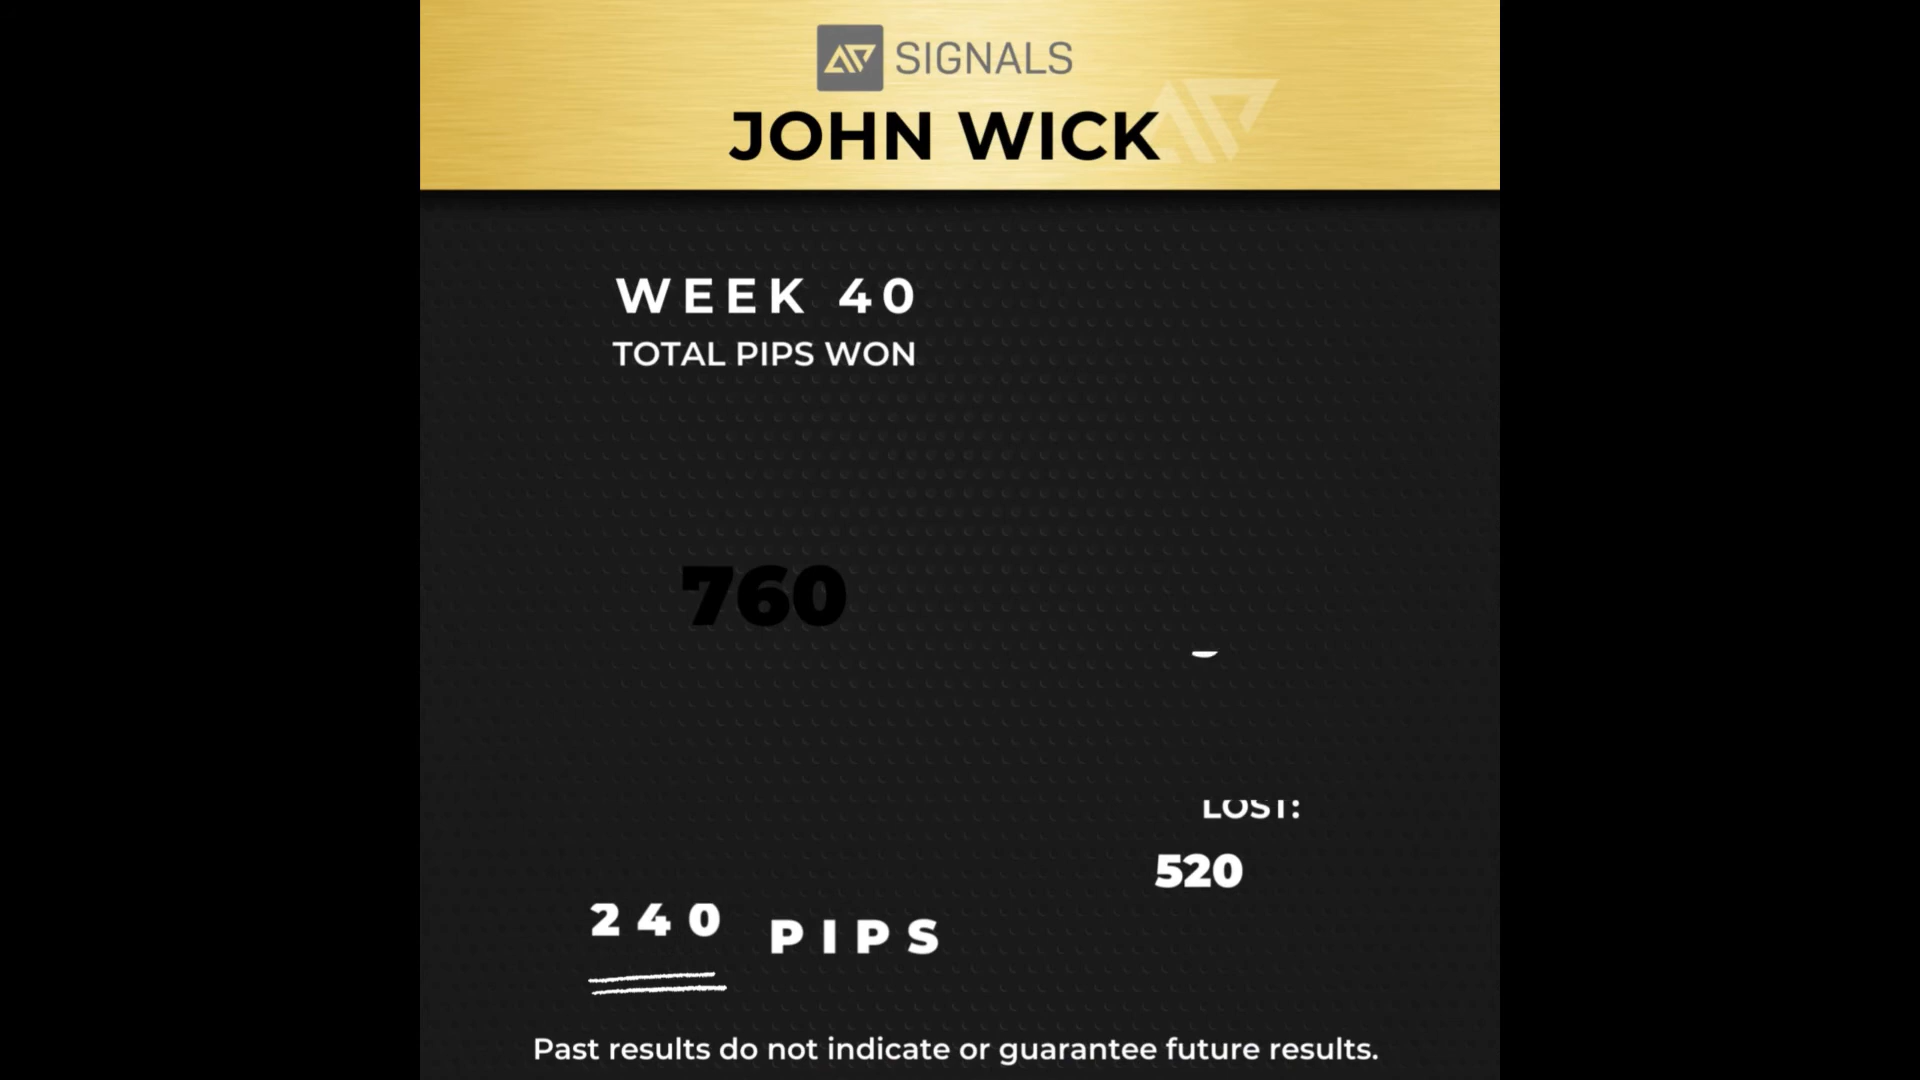 SIGNALS
JOHN WICK
WEEK 40
TOTAL PIPS WON
760
LOST:
520
240 PIPS
Past results do not indicate or guarantee future results.